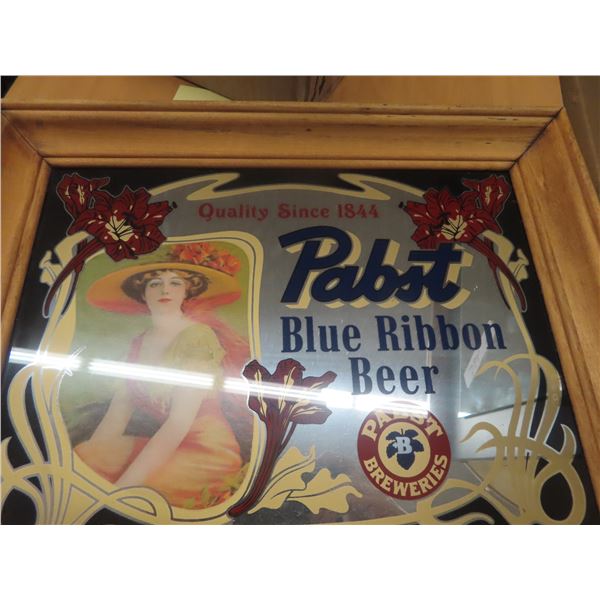 Quality Since 1844
Pabst
Blue Ribbon
Beer
PABST
B
BREWERIES